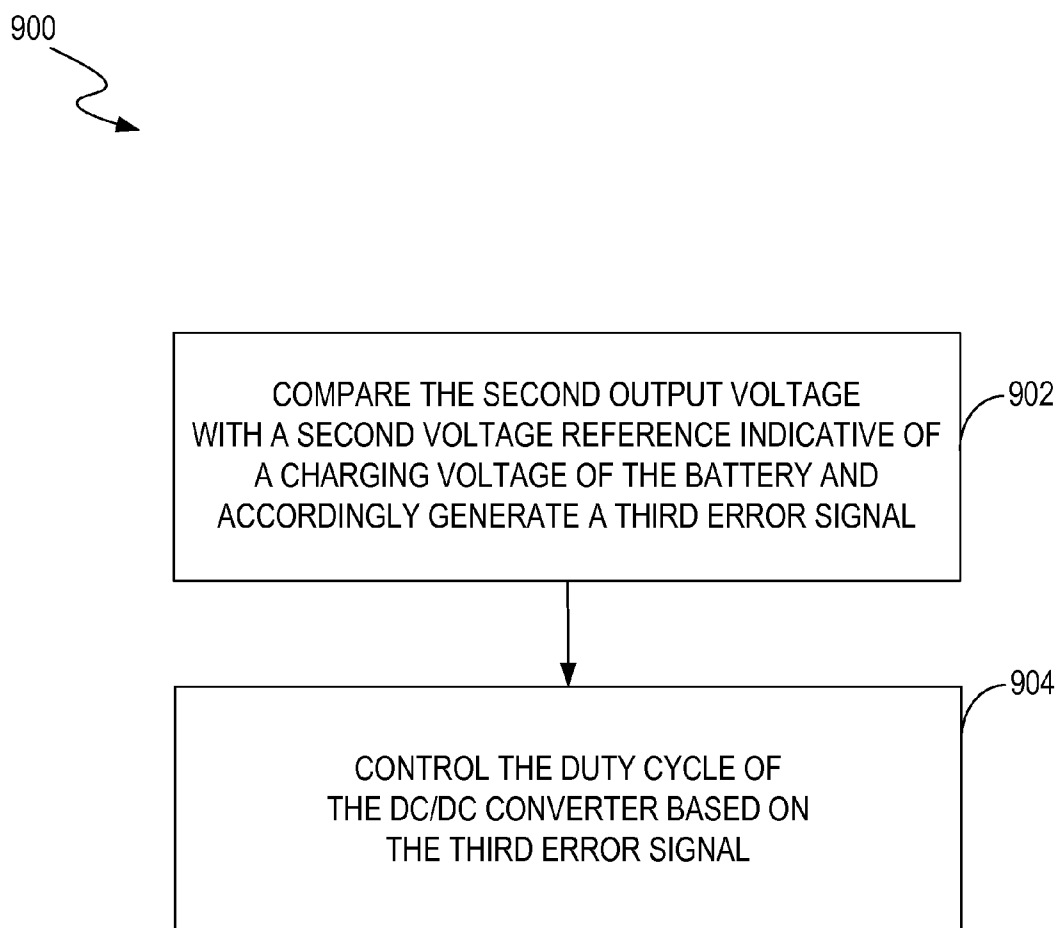 900
COMPARE THE SECOND OUTPUT VOLTAGE
WITH A SECOND VOLTAGE REFERENCE INDICATIVE OF
A CHARGING VOLTAGE OF THE BATTERY AND
ACCORDINGLY GENERATE A THIRD ERROR SIGNAL
902
904
CONTROL THE DUTY CYCLE OF
THE DC/DC CONVERTER BASED ON
THE THIRD ERROR SIGNAL